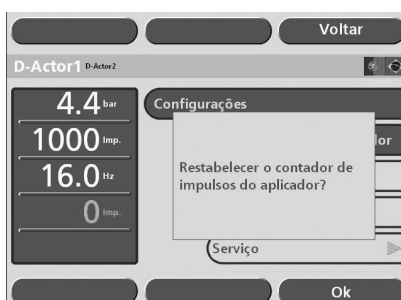 Voltar
D-Actor1 D-Actor2
4.4 bar
1000 Imp.
16.0 Hz
0 Imp.
Configurações
Restabelecer o contador de
impulsos do aplicador?
Serviço
Ok